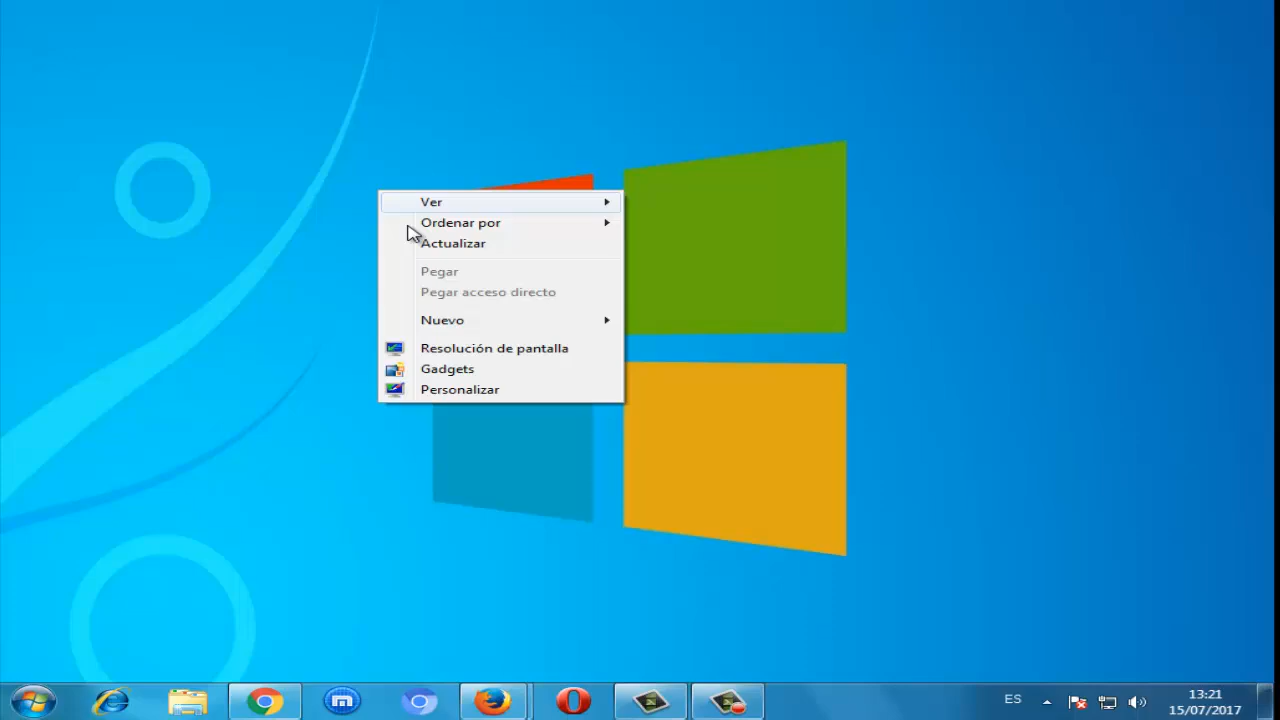 Ver
Ordenar por
Actualizar
Pegar
Pegar acceso directo
Nuevo
Resolución de pantalla
Gadgets
Personalizar
ES
13:21
15/07/2017